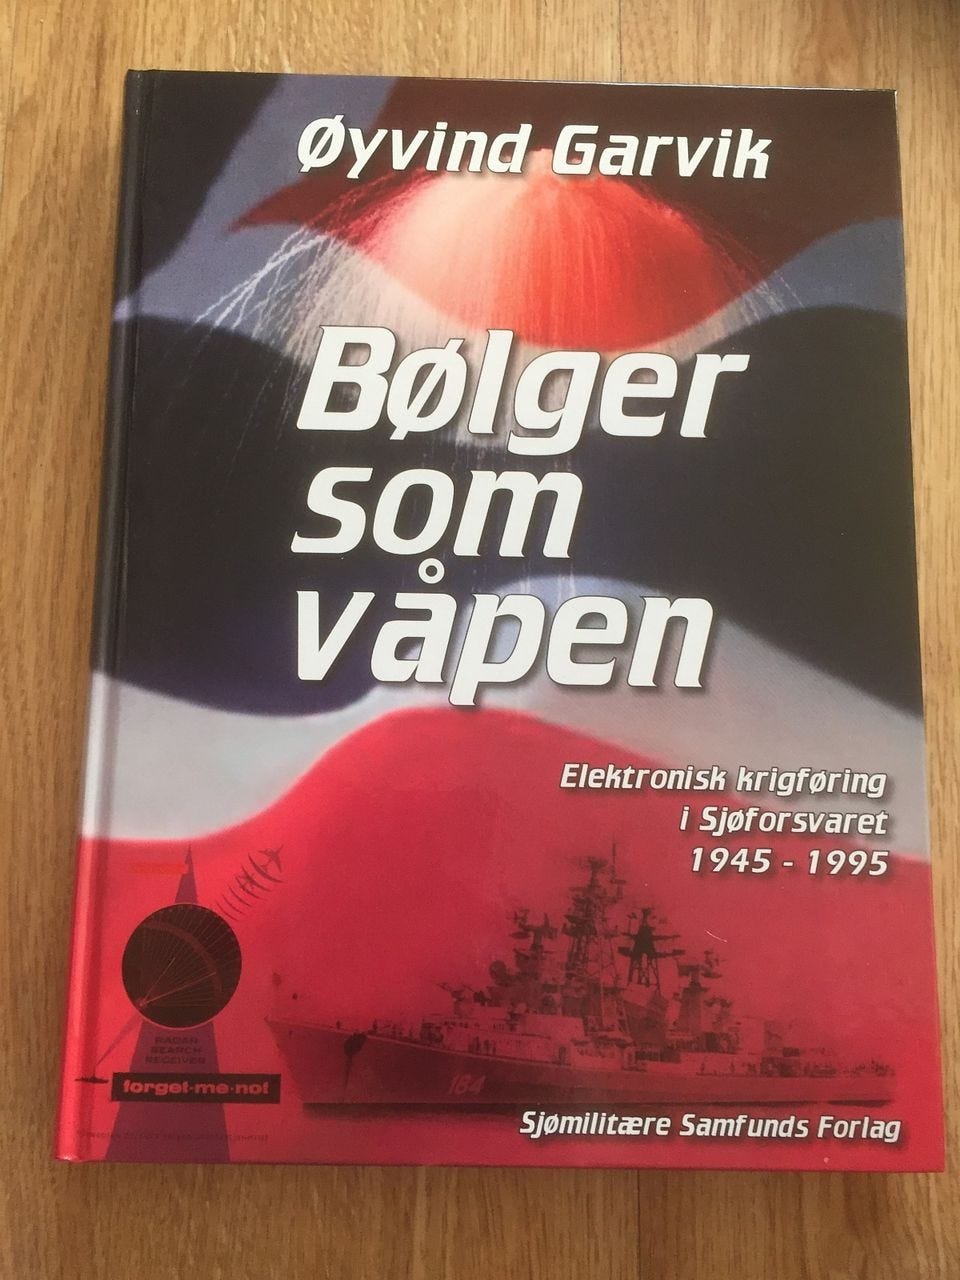 Øyvind Garvik
Bølger
som
våpen
Elektronisk krigføring
i Sjøforsvaret
1945 - 1995
RADAR
SEARCH
RECEIVER
forget-me-not
184
Sjømilitære Samfunds Forlag